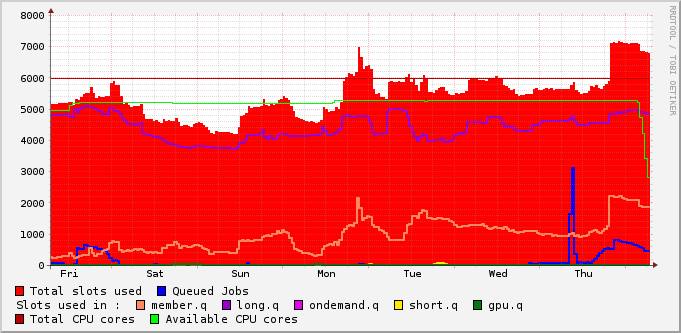 8000
7000
6000
5000
4000
3000
2000
1000
0
Fri Sat Sun Mon Tue Wed Thu
RRDTOOL / TOBI OETIKER
Total slots used Queued Jobs
Slots used in : member.q long.q ondemand.q short.q gpu.q
Total CPU cores Available CPU cores